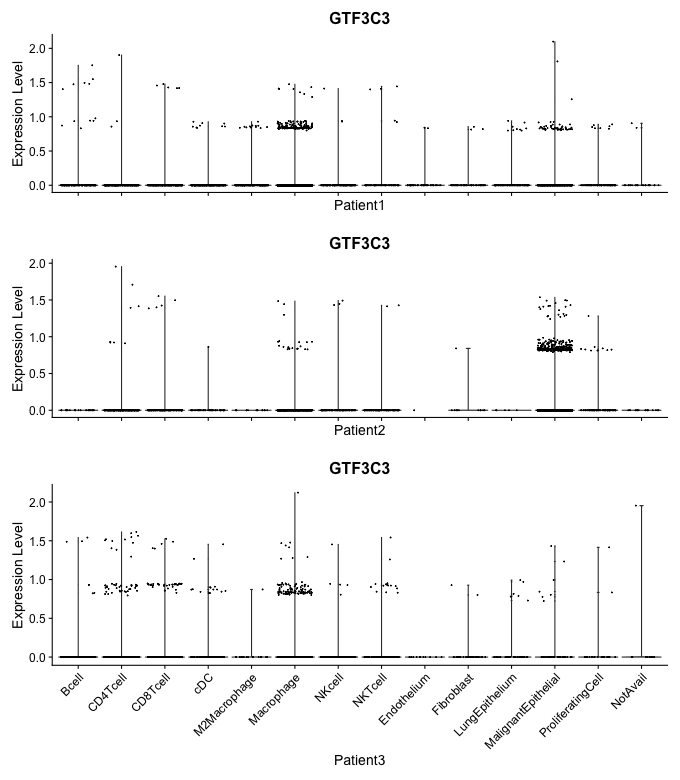 GTF3C3
Expression Level
2.0
1.5
1.0
0.5
0.0
Patient1
GTF3C3
Expression Level
2.0
1.5
1.0
0.5
0.0
Patient2
GTF3C3
Expression Level
2.0
1.5
1.0
0.5
0.0
Bcell
CD4Tcell
CD8Tcell
cDC
M2Macrophage
Macrophage
NKcell
NKTcell
Endothelium
Fibroblast
LungEpithelium
MalignantEpithelial
ProliferatingCell
NotAvail
Patient3